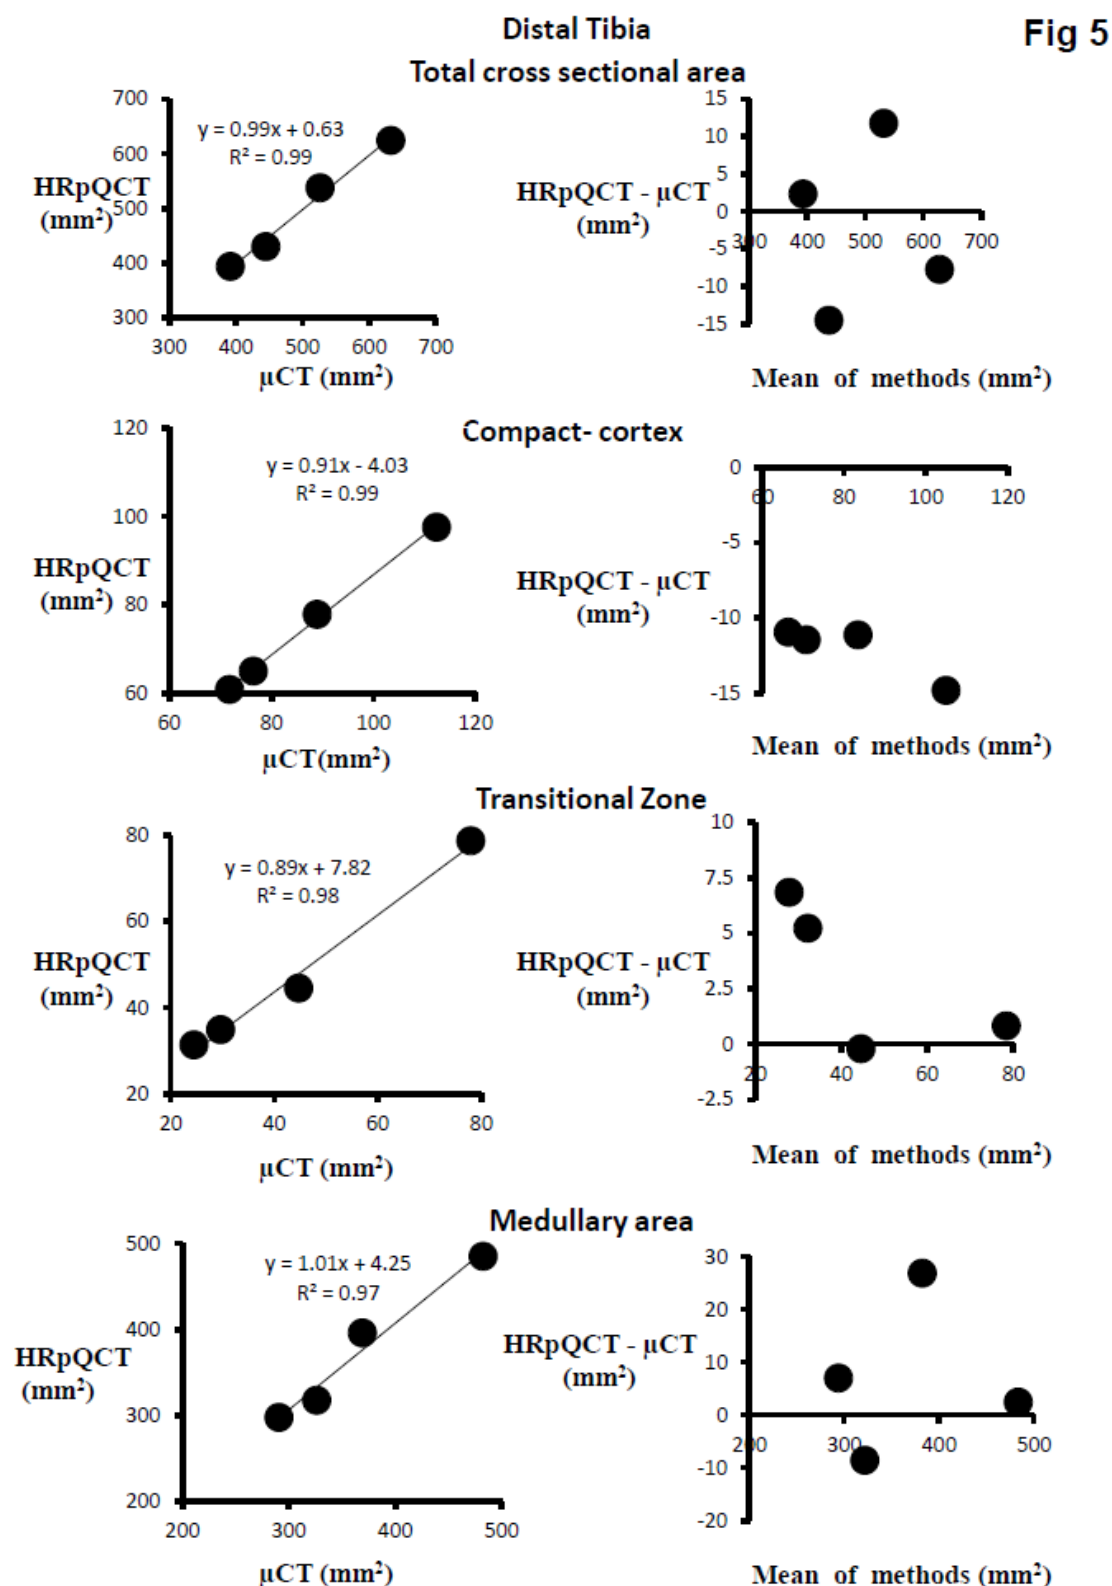 Distal Tibia
Fig 5
Total cross sectional area
700
600
500
400
300
300 400 500 600 700
y = 0.99x + 0.63
R² = 0.99
HRpQCT
(mm²)
µCT (mm²)
15
10
5
0
-5
-10
-15
300 400 500 600 700
HRpQCT - µCT
(mm²)
Mean of methods (mm²)
Compact- cortex
120
100
80
60
60 80 100 120
y = 0.91x - 4.03
R² = 0.99
HRpQCT
(mm²)
µCT(mm²)
0
-5
-10
-15
60 80 100 120
HRpQCT - µCT
(mm²)
Mean of methods (mm²)
Transitional Zone
80
60
40
20
20 40 60 80
y = 0.89x + 7.82
R² = 0.98
HRpQCT
(mm²)
µCT (mm²)
10
7.5
5
2.5
0
-2.5
20 40 60 80
HRpQCT - µCT
(mm²)
Mean of methods (mm²)
Medullary area
500
400
300
200
200 300 400 500
y = 1.01x + 4.25
R² = 0.97
HRpQCT
(mm²)
µCT (mm²)
30
20
10
0
-10
-20
200 300 400 500
HRpQCT - µCT
(mm²)
Mean of methods (mm²)